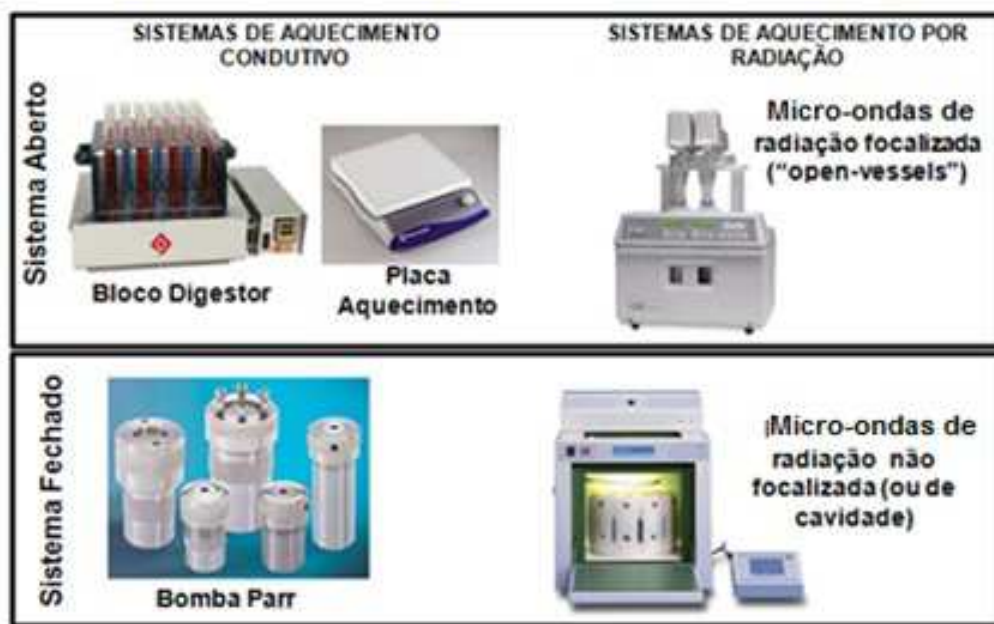 SISTEMAS DE AQUECIMENTO
CONDUTIVO
SISTEMAS DE AQUECIMENTO POR
RADIAÇÃO
Sistema Aberto
Bloco Digestor
Placa
Aquecimento
Micro-ondas de
radiação focalizada
("open-vessels")
Sistema Fechado
Bomba Parr
¡Micro-ondas de
radiação não
focalizada (ou de
cavidade)